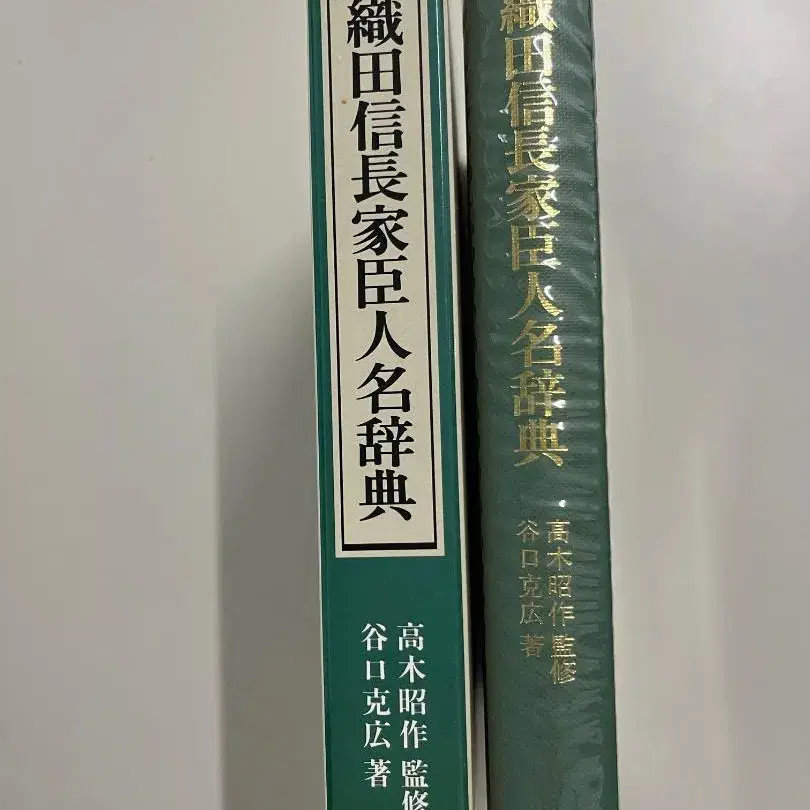 織田信長家臣人名辞典
高木昭作 監修
谷口克広 著
織田信長家臣人名辞典
高木昭作 監修
谷口克広 著